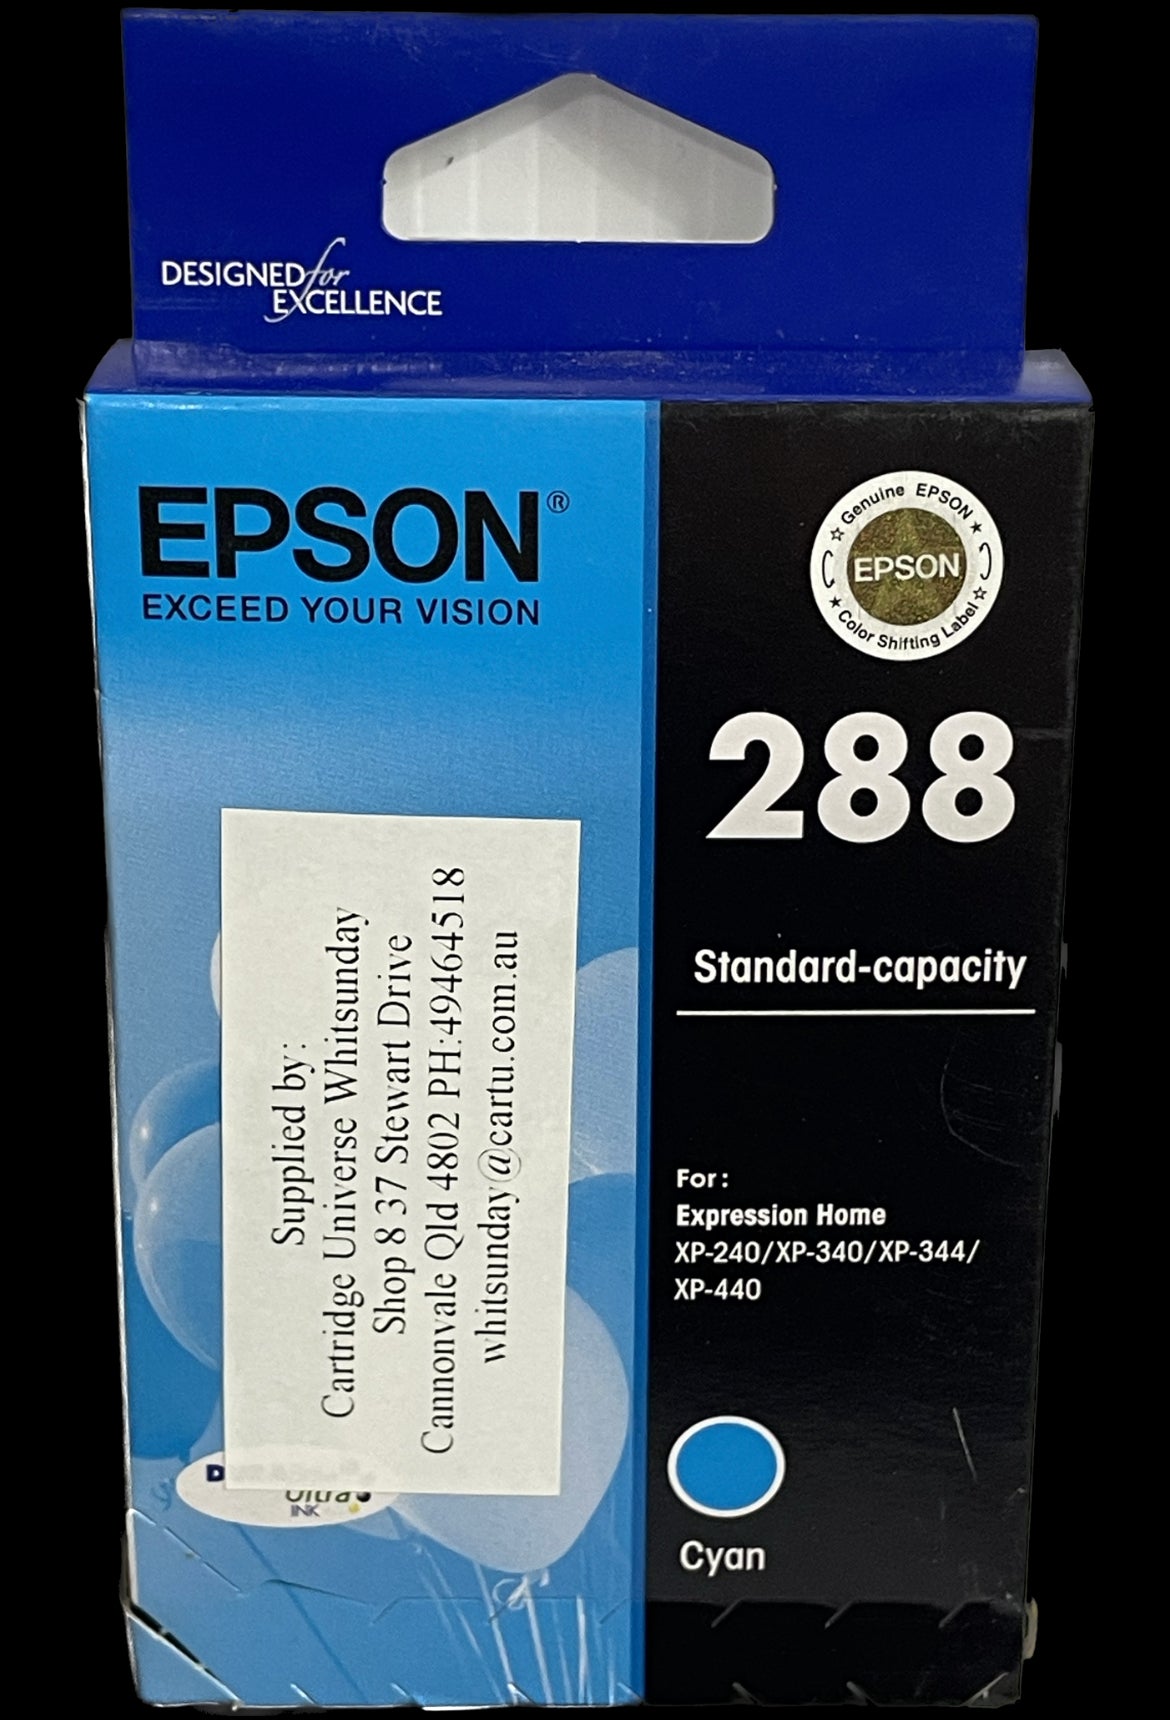 DESIGNED for
EXCELLENCE
EPSON®
EXCEED YOUR VISION
Genuine EPSON
EPSON
Color Shifting Label
288
Standard-capacity
Supplied by:
Cartridge Universe Whitsunday
Shop 8 37 Stewart Drive
Cannonvale Qld 4802 PH:49464518
whitsunday@cartu.com.au
For:
Expression Home
XP-240/XP-340/XP-344/
XP-440
Ultra
INK
Cyan